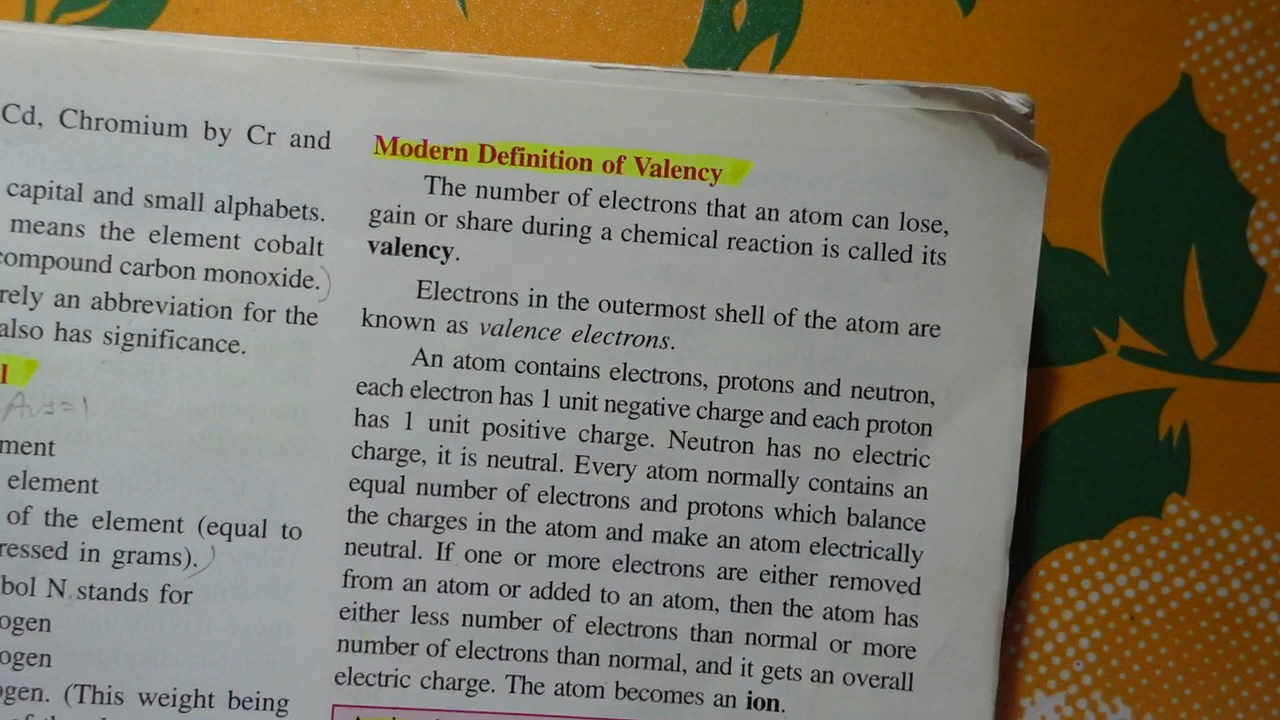 Cd, Chromium by Cr and
capital and small alphabets.
means the element cobalt
compound carbon monoxide.)
an abbreviation for the
also has significance.
element
of the element (equal to
in grams).)
N stands for
(This weight being
Modern Definition of Valency
The number of electrons that an atom can lose,
gain or share during a chemical reaction is called its
valency.
Electrons in the outermost shell of the atom are
known as valence electrons.
An atom contains electrons, protons and neutron,
each electron has 1 unit negative charge and each proton
has 1 unit positive charge. Neutron has no electric
charge, it is neutral. Every atom normally contains an
equal number of electrons and protons which balance
the charges in the atom and make an atom electrically
neutral. If one or more electrons are either removed
from an atom or added to an atom, then the atom has
either less number of electrons than normal or more
number of electrons than normal, and it gets an overall
electric charge. The atom becomes an ion.